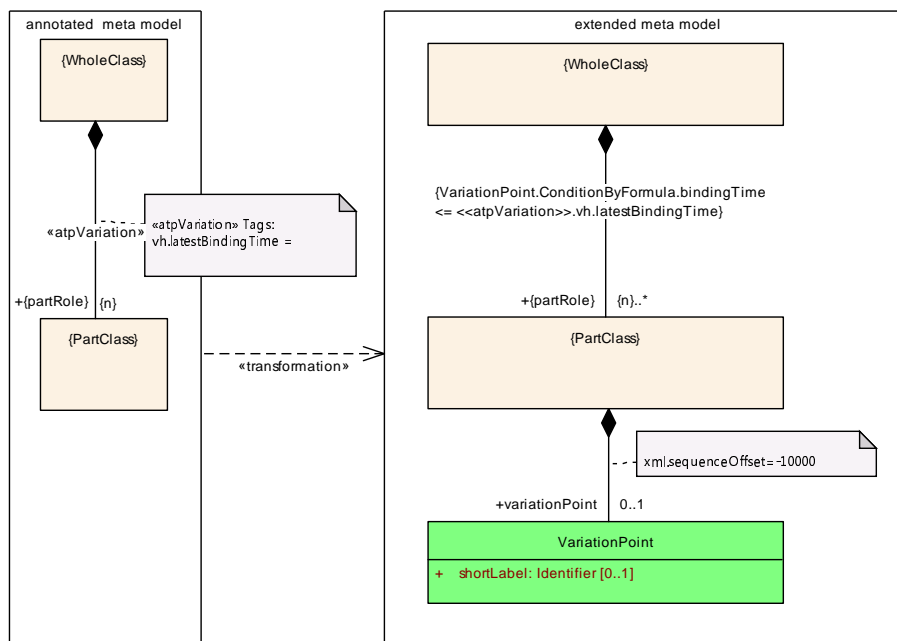 annotated meta model
{WholeClass}
«atpVariation»
«atpVariation» Tags:
vh.latestBindingTime =
+{partRole} {n}
{PartClass}
«transformation»
extended meta model
{WholeClass}
{VariationPoint.ConditionByFormula.bindingTime
<= <<atpVariation>>.vh.latestBindingTime}
+{partRole} {n}..*
{PartClass}
xml.sequenceOffset=-10000
+variationPoint 0..1
VariationPoint
+ shortLabel: Identifier [0..1]